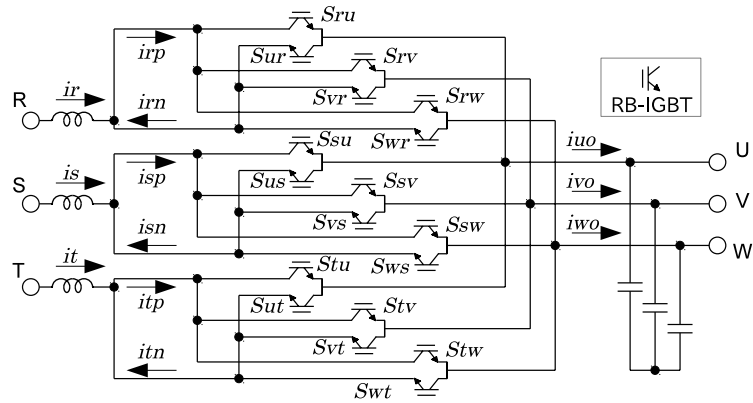 Sru
irp
Sur
Srv
RB-IGBT
R
ir
irn
Svr
Srw
Swr
Ssu
iuo
U
S
is
isp
Sus
Ssv
ivo
V
isn
Svs
Ssw
iwo
W
T
it
Stu
Sws
itp
Sut
Stv
itn
Svt
Stw
Swt